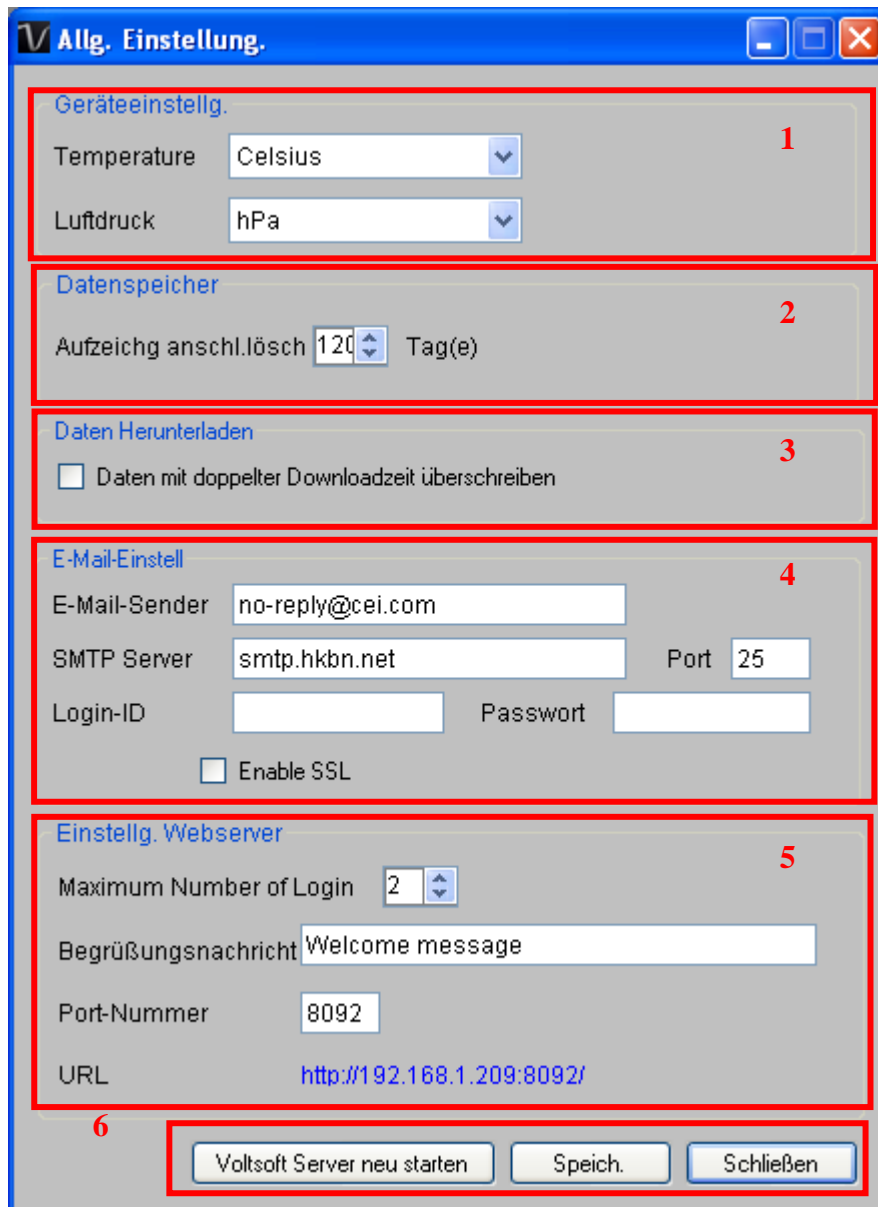 Allg. Einstellung.
Geräteeinstellg.
1
Temperature Celsius
Luftdruck hPa
Datenspeicher
2
Aufzeichg anschl.lösch 120 Tag(e)
Daten Herunterladen
3
Daten mit doppelter Downloadzeit überschreiben
E-Mail-Einstell
4
E-Mail-Sender no-reply@cei.com
SMTP Server smtp.hkbn.net Port 25
Login-ID Passwort
Enable SSL
Einstellg. Webserver
5
Maximum Number of Login 2
Begrüßungsnachricht Welcome message
Port-Nummer 8092
URL http://192.168.1.209:8092/
6
Voltsoft Server neu starten Speich. Schließen